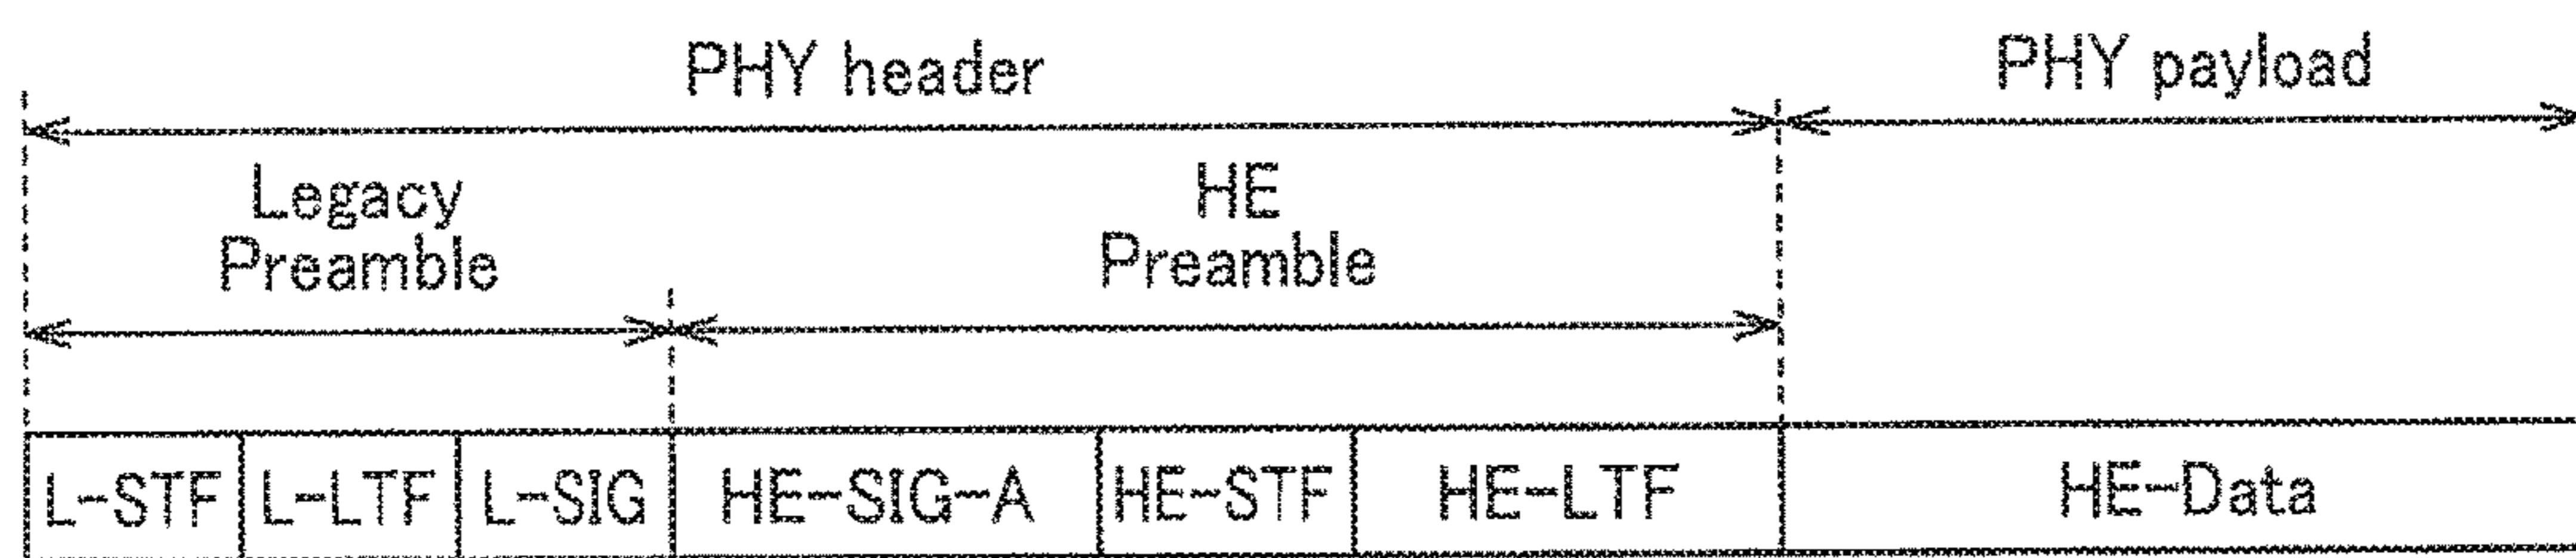 PHY header
PHY payload
Legacy
Preamble
HE
Preamble
L-STF
L-LTF
L-SIG
HE-SIG-A
HE-STF
HE-LTF
HE-Data